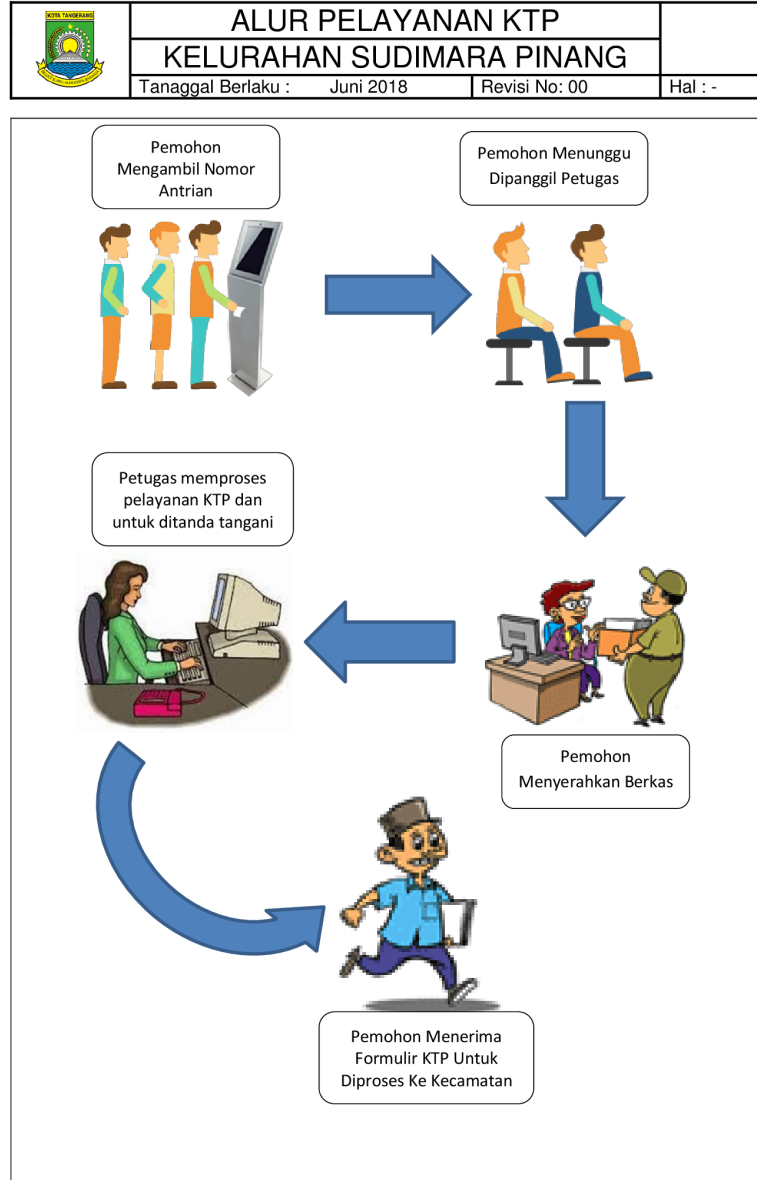 KOTA TANGERANG
ALUR PELAYANAN KTP
KELURAHAN SUDIMARA PINANG
Tanaggal Berlaku : Juni 2018 Revisi No: 00 Hal : -
Pemohon
Mengambil Nomor
Antrian
Pemohon Menunggu
Dipanggil Petugas
Petugas memproses
pelayanan KTP dan
untuk ditanda tangani
Pemohon
Menyerahkan Berkas
Pemohon Menerima
Formulir KTP Untuk
Diproses Ke Kecamatan